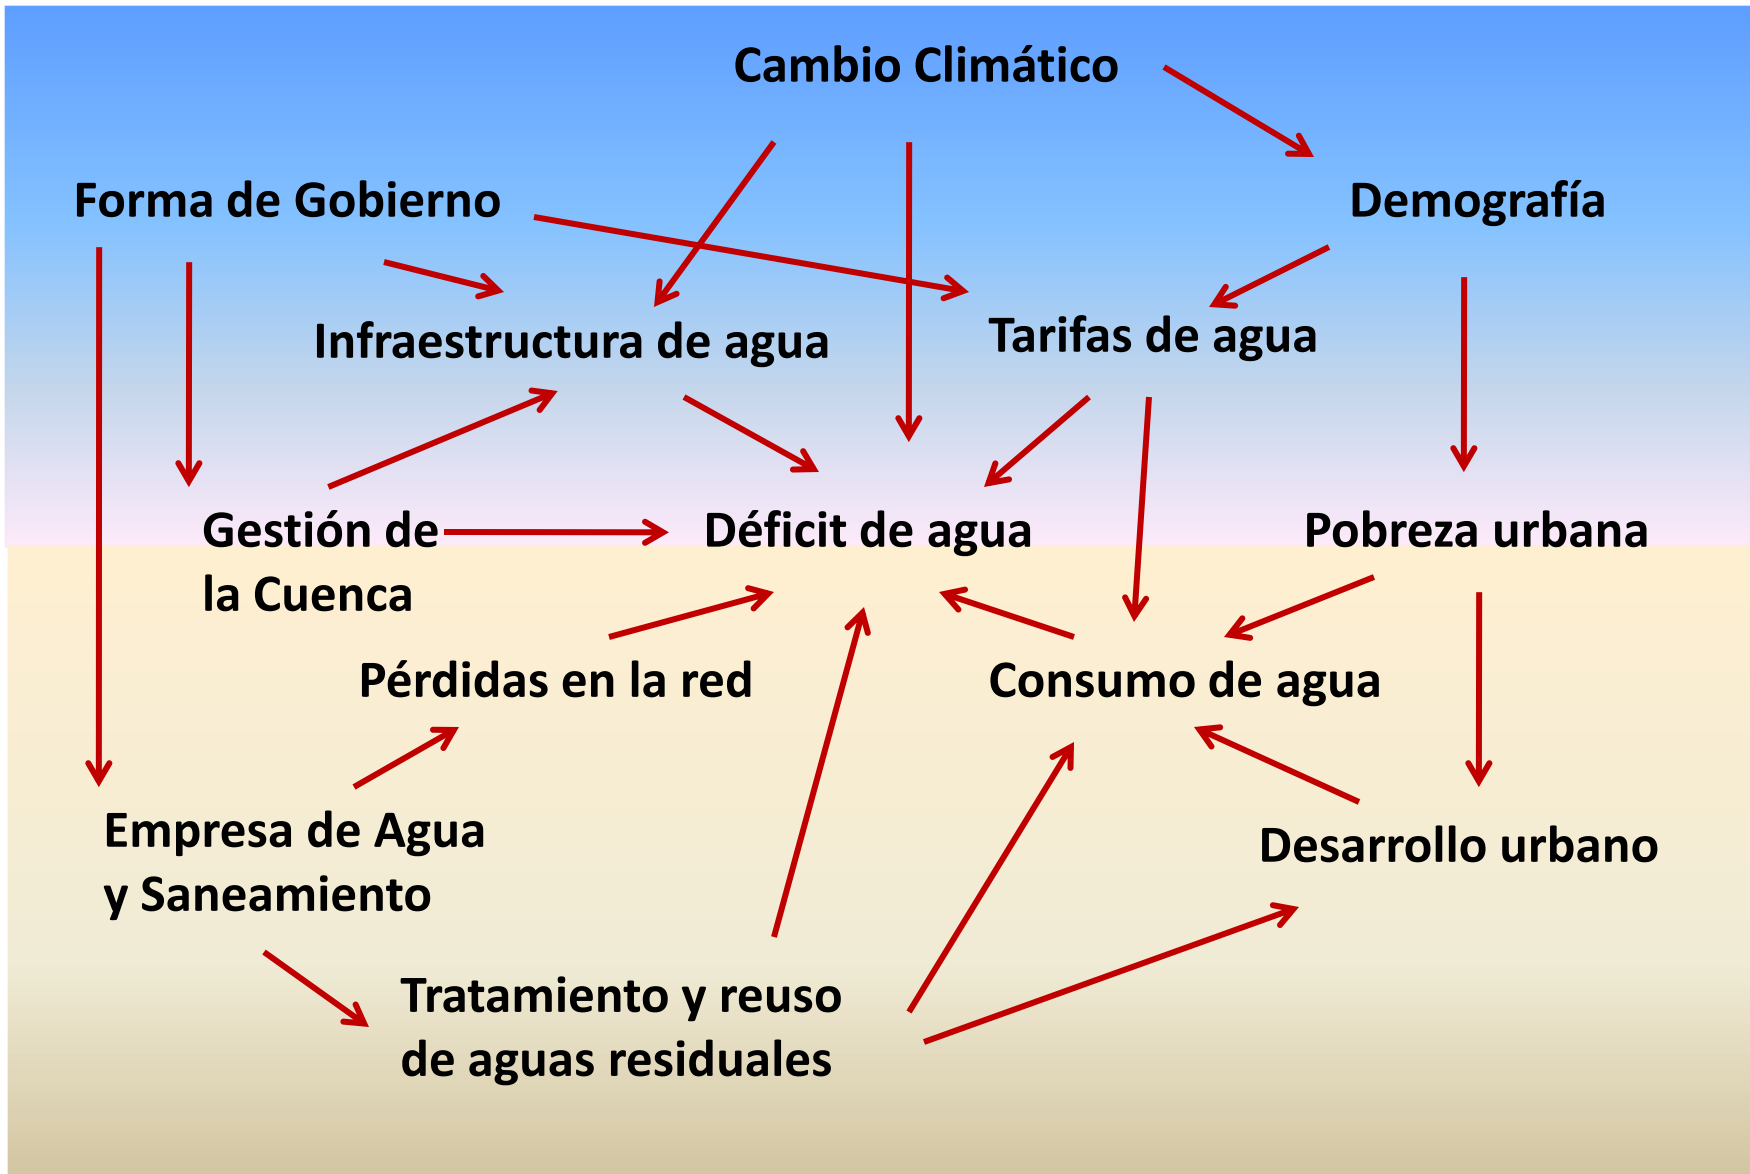 Cambio Climático
Forma de Gobierno
Demografía
Infraestructura de agua
Tarifas de agua
Gestión de
la Cuenca
Déficit de agua
Pobreza urbana
Pérdidas en la red
Consumo de agua
Empresa de Agua
y Saneamiento
Desarrollo urbano
Tratamiento y reuso
de aguas residuales